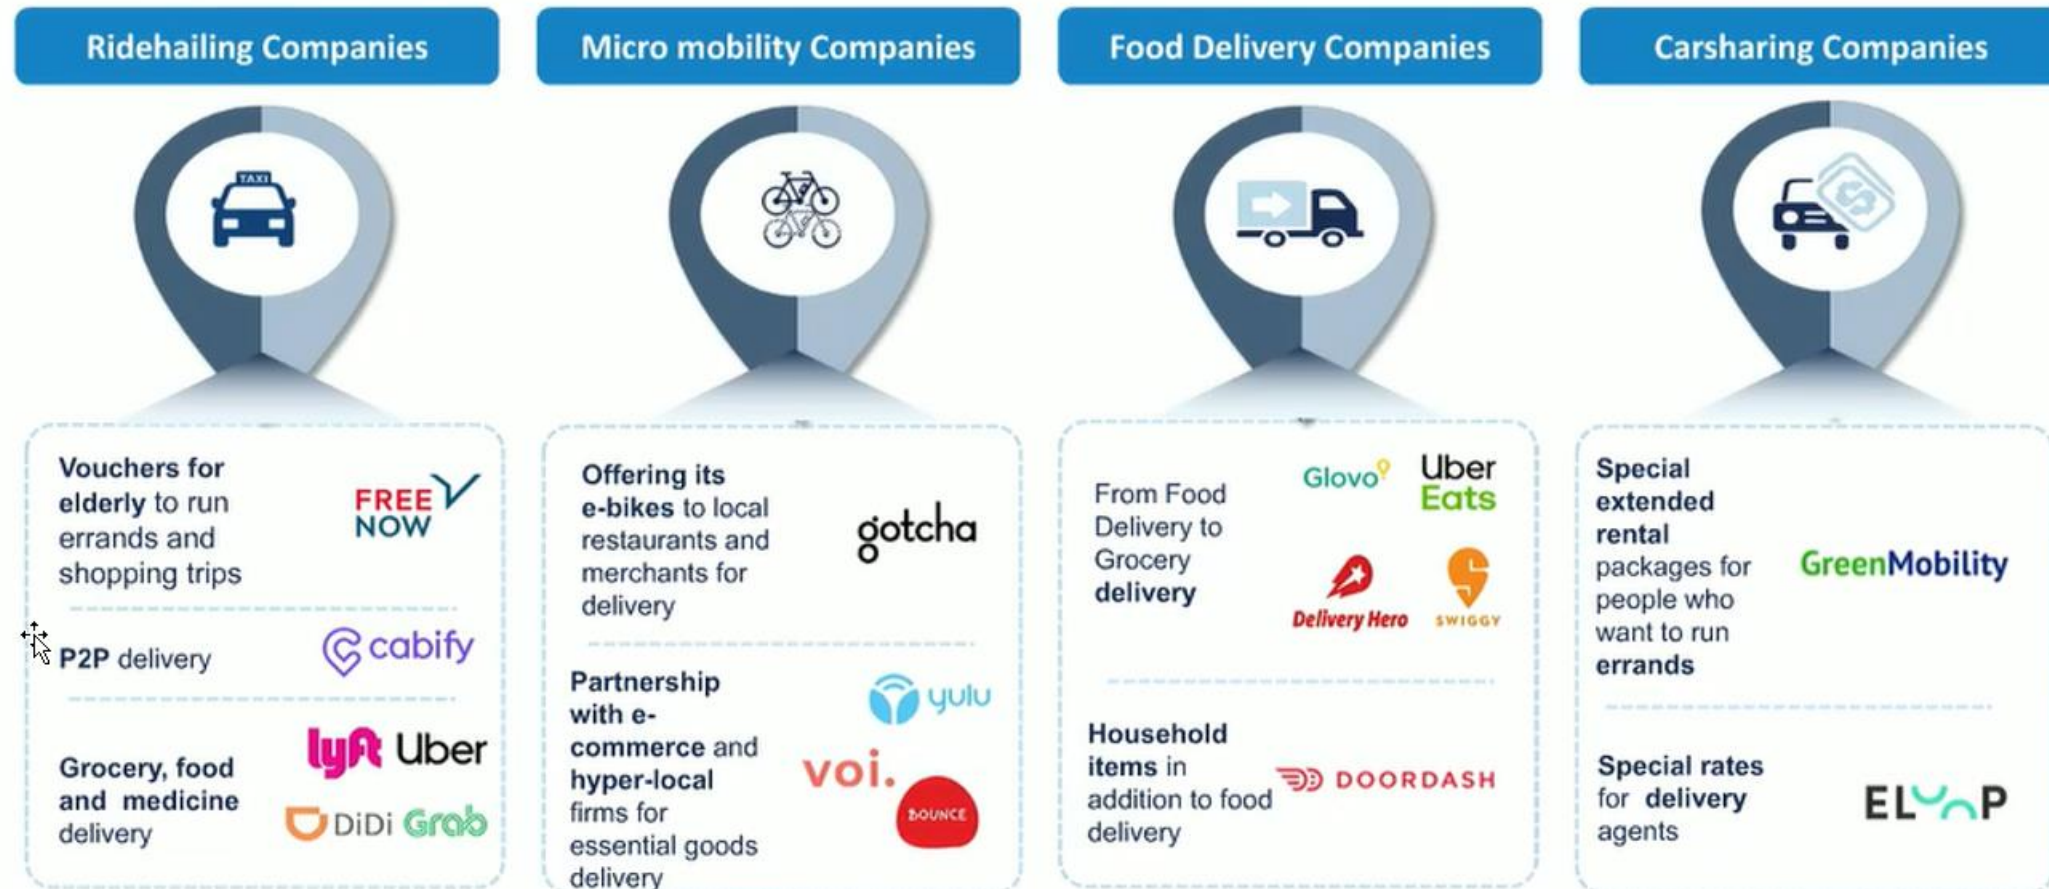 Ridehailing Companies
TAXI
Vouchers for
elderly to run
errands and
shopping trips
FREE
NOW
P2P delivery
cabify
Grocery, food
and medicine
delivery
lyft Uber
DiDi Grab
Micro mobility Companies
Offering its
e-bikes to local
restaurants and
merchants for
delivery
gotcha
Partnership
with e-
commerce and
hyper-local
firms for
essential goods
delivery
yulu
voi.
BOUNCE
Food Delivery Companies
From Food
Delivery to
Grocery
delivery
Glovo
Uber
Eats
Delivery Hero
SWIGGY
Household
items in
addition to food
delivery
DOORDASH
Carsharing Companies
$
Special
extended
rental
packages for
people who
want to run
errands
GreenMobility
Special rates
for delivery
agents
ELOOP